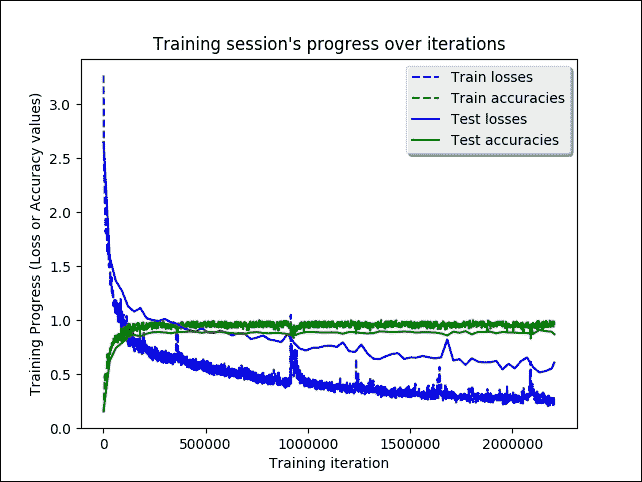 Training session's progress over iterations
Train losses
Train accuracies
Test losses
Test accuracies
Training Progress (Loss or Accuracy values)
3.0
2.5
2.0
1.5
1.0
0.5
0.0
0
500000
1000000
1500000
2000000
Training iteration